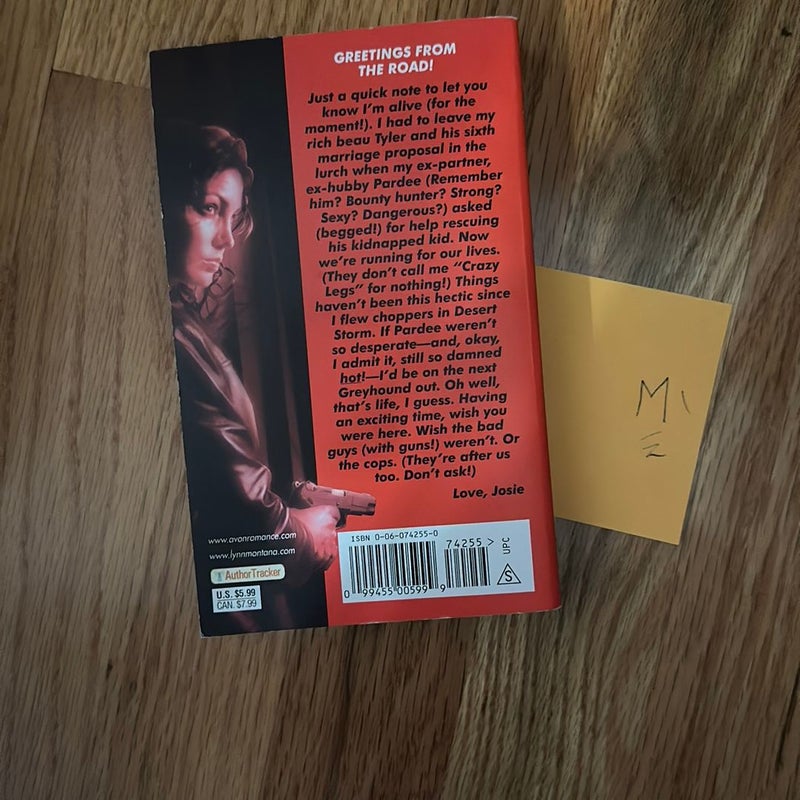 GREETINGS FROM
THE ROAD!
Just a quick note to let you
know I'm alive (for the
moment!). I had to leave my
rich beau Tyler and his sixth
marriage proposal in the
lurch when my ex-partner,
ex-hubby Pardee (Remember
him? Bounty hunter? Strong?
Sexy? Dangerous?) asked
(begged!) for help rescuing
his kidnapped kid. Now
we're running for our lives.
(They don't call me "Crazy
Legs" for nothing!) Things
haven't been this hectic since
I flew choppers in Desert
Storm. If Pardee weren't
so desperate—and, okay,
I admit it, still so damned
hot!—I'd be on the next
Greyhound out. Oh well,
that's life, I guess. Having
an exciting time, wish you
were here. Wish the bad
guys (with guns!) weren't. Or
the cops. (They're after us
too. Don't ask!)
Love, Josie
www.avonromance.com
www.lynnmontana.com
AuthorTracker
U.S. $5.99
CAN. $7.99
ISBN 0-06-074255-0
74255 >
UPC
S
0 99455 00599 9